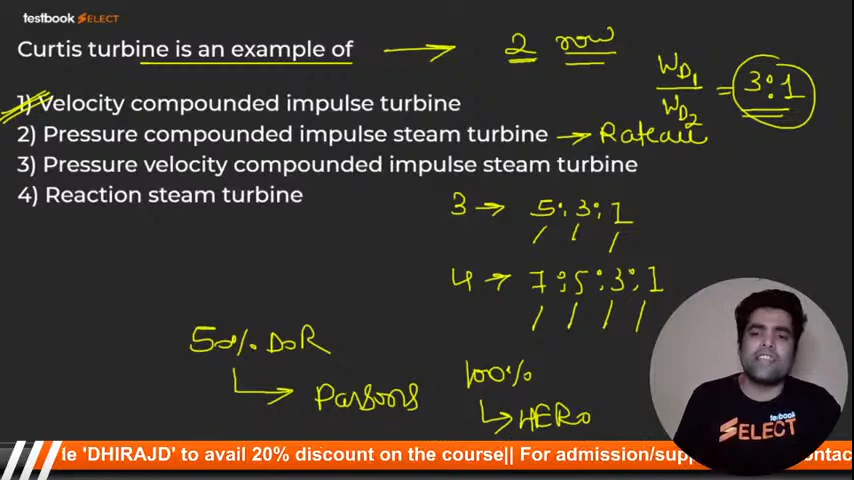 testbook SELECT
Curtis turbine is an example of → 2 row
WD1 / WD2 = 3:1
1) Velocity compounded impulse turbine
2) Pressure compounded impulse steam turbine → Rateau
3) Pressure velocity compounded impulse steam turbine
4) Reaction steam turbine
3 → 5:3:1
4 → 7:5:3:1
50% DoR
→ Parsons
100%
→ HERO
testbook
SELECT
'DHIRAJD' to avail 20% discount on the course|| For admission/